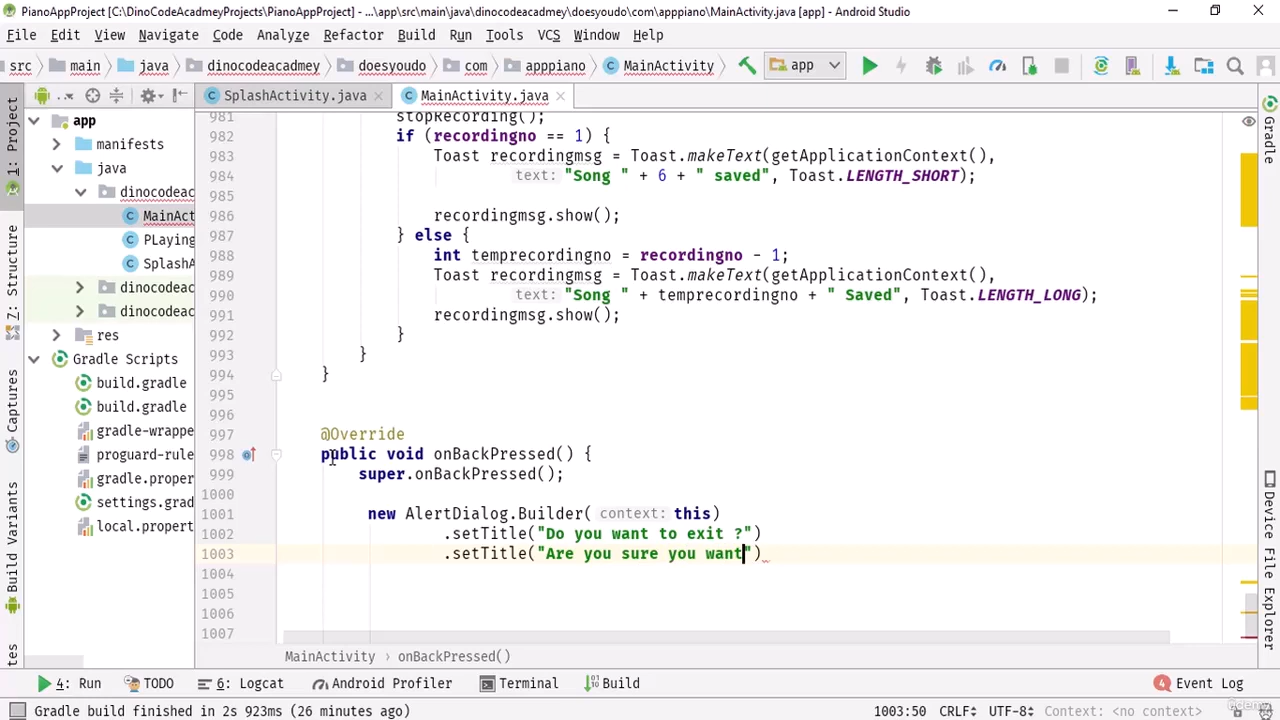 PianoAppProject [C:\DinoCodeAcadmeyProjects\PianoAppProject] - ...\app\src\main\java\dinocodeacadmey\doesyoudo\com\apppiano\MainActivity.java [app] - Android Studio
File Edit View Navigate Code Analyze Refactor Build Run Tools VCS Window Help
src main java dinocodeacadmey doesyoudo com apppiano MainActivity app
SplashActivity.java MainActivity.java
1: Project
Z: Structure
Captures
Build Variants
app
manifests
java
dinocodeac
MainAct
PLaying
SplashA
dinocodeac
dinocodeac
res
Gradle Scripts
build.gradle
build.gradle
gradle-wrappe
proguard-rule
gradle.proper
settings.grad
local.propert
981 stopRecording();
982 if (recordingno == 1) {
983 Toast recordingmsg = Toast.makeText(getApplicationContext(),
984 text: "Song " + 6 + " saved", Toast.LENGTH_SHORT);
985
986 recordingmsg.show();
987 } else {
988 int temprecordingno = recordingno - 1;
989 Toast recordingmsg = Toast.makeText(getApplicationContext(),
990 text: "Song " + temprecordingno + " Saved", Toast.LENGTH_LONG);
991 recordingmsg.show();
992 }
993 }
994 }
995
996
997 @Override
998 public void onBackPressed() {
999 super.onBackPressed();
1000
1001 new AlertDialog.Builder( context: this)
1002 .setTitle("Do you want to exit ?")
1003 .setTitle("Are you sure you want")
1004
1005
1006
1007
MainActivity › onBackPressed()
Gradle
Device File Explorer
4: Run TODO 6: Logcat Android Profiler Terminal Build 4 Event Log
Gradle build finished in 2s 923ms (26 minutes ago) 1003:50 CRLF UTF-8 Context: <no context>